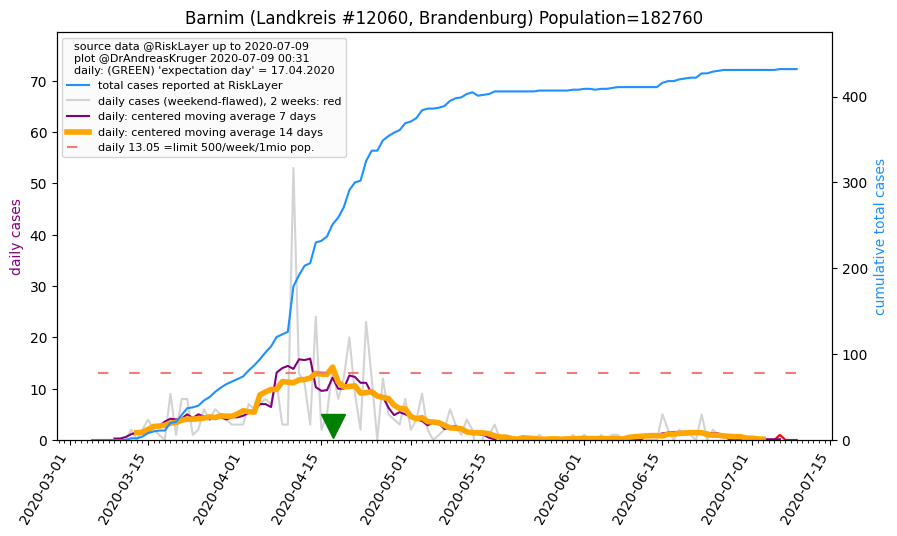 Barnim (Landkreis #12060, Brandenburg) Population=182760
source data @RiskLayer up to 2020-07-09
plot @DrAndreasKruger 2020-07-09 00:31
daily: (GREEN) 'expectation day' = 17.04.2020
total cases reported at RiskLayer
daily cases (weekend-flawed), 2 weeks: red
daily: centered moving average 7 days
daily: centered moving average 14 days
daily 13.05 =limit 500/week/1mio pop.
daily cases
70
60
50
40
30
20
10
0
cumulative total cases
400
300
200
100
0
2020-03-01
2020-03-15
2020-04-01
2020-04-15
2020-05-01
2020-05-15
2020-06-01
2020-06-15
2020-07-01
2020-07-15